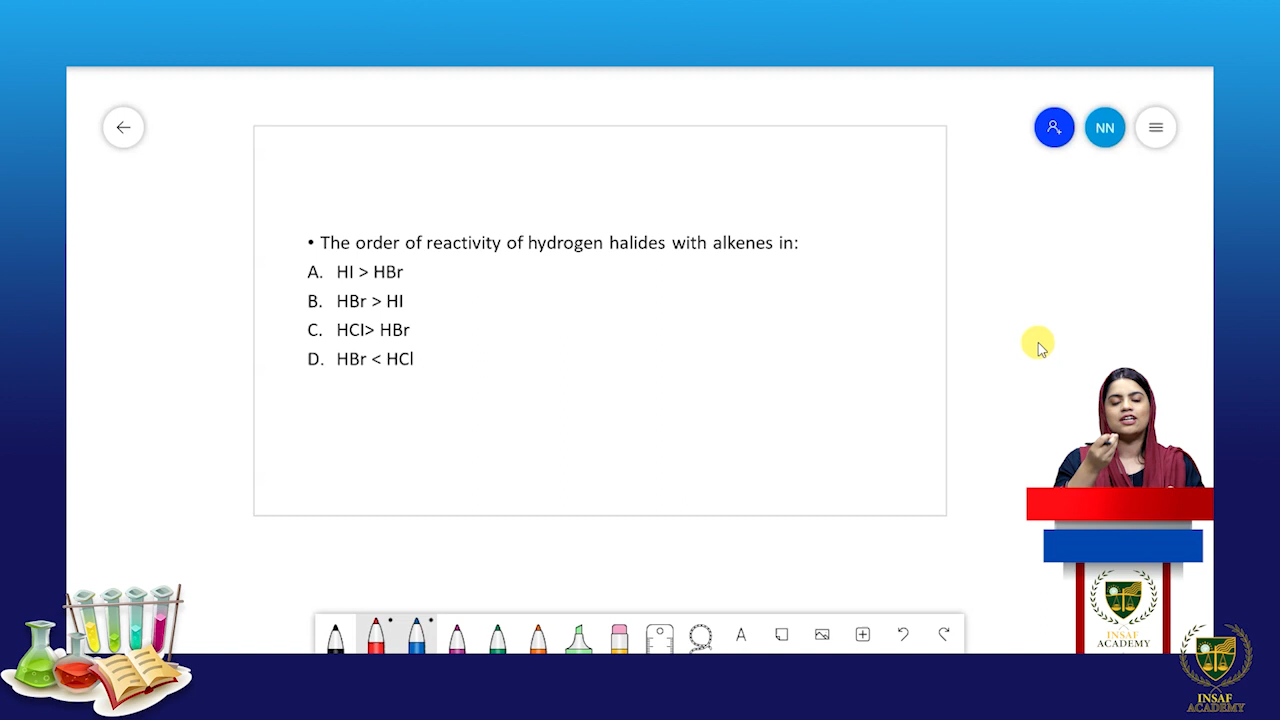 NN
• The order of reactivity of hydrogen halides with alkenes in:
A. HI > HBr
B. HBr > HI
C. HCl> HBr
D. HBr < HCl
A
INSAF
ACADEMY
INSAF
ACADEMY